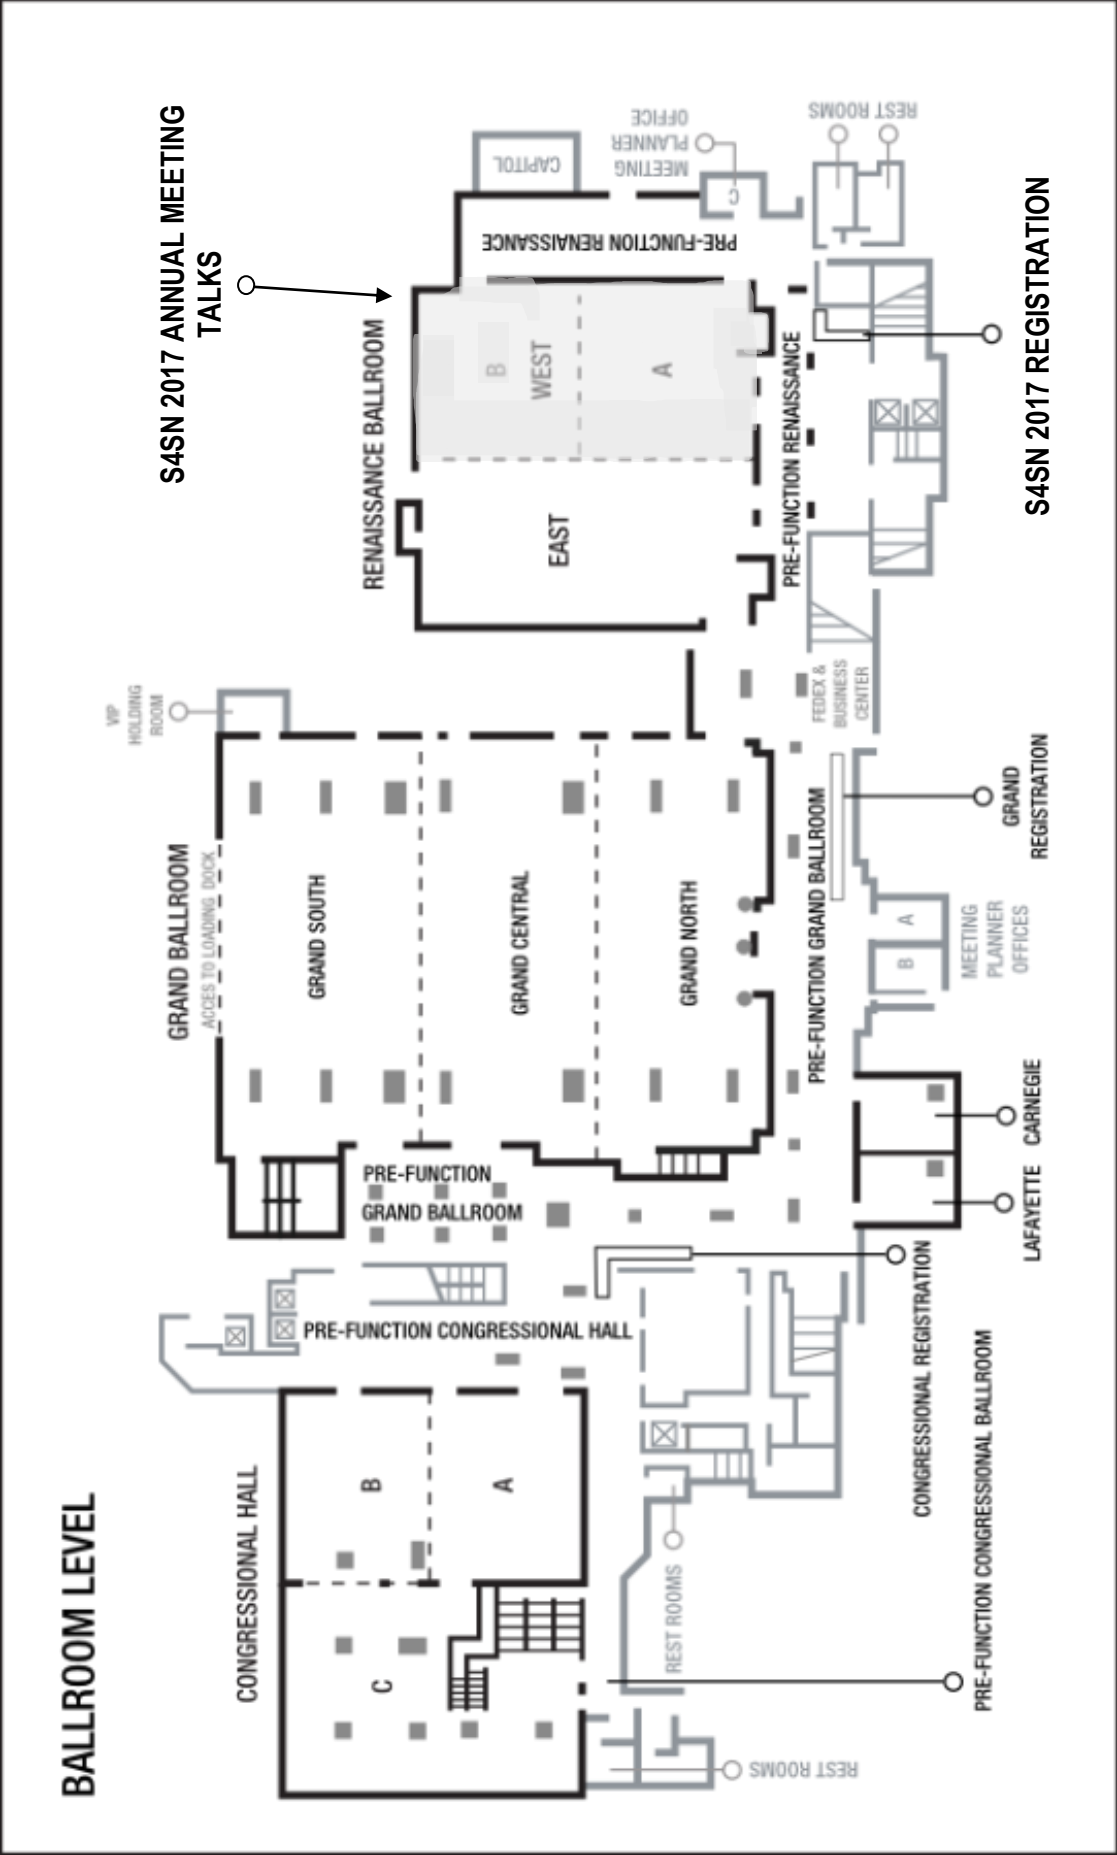 BALLROOM LEVEL
CONGRESSIONAL HALL
B
A
C
PRE-FUNCTION CONGRESSIONAL HALL
PRE-FUNCTION
GRAND BALLROOM
GRAND BALLROOM
ACCES TO LOADING DOCK
GRAND SOUTH
GRAND CENTRAL
GRAND NORTH
VIP
HOLDING
ROOM
S4SN 2017 ANNUAL MEETING
TALKS
RENAISSANCE BALLROOM
EAST
B
WEST
A
CAPITOL
PRE-FUNCTION RENAISSANCE
MEETING
PLANNER
OFFICE
C
REST ROOMS
PRE-FUNCTION RENAISSANCE
S4SN 2017 REGISTRATION
FEDEX &
BUSINESS
CENTER
PRE-FUNCTION GRAND BALLROOM
GRAND
REGISTRATION
A
B
MEETING
PLANNER
OFFICES
CARNEGIE
LAFAYETTE
CONGRESSIONAL REGISTRATION
PRE-FUNCTION CONGRESSIONAL BALLROOM
REST ROOMS
REST ROOMS